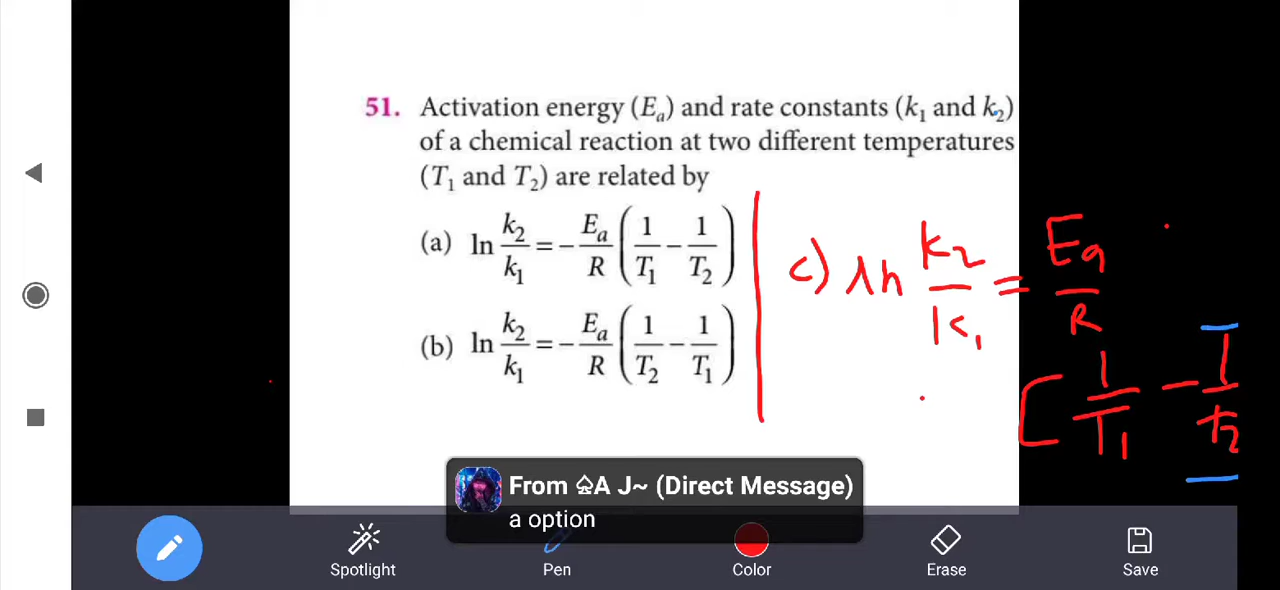 51. Activation energy (Eₐ) and rate constants (k₁ and k₂)
of a chemical reaction at two different temperatures
(T₁ and T₂) are related by
(a) ln k₂/k₁ = −Eₐ/R (1/T₁ − 1/T₂)
(b) ln k₂/k₁ = −Eₐ/R (1/T₂ − 1/T₁)
c) ln k₂/k₁ = Eₐ/R
[1/T₁ − 1/t₂
From ♤A J~ (Direct Message)
a option
Spotlight
Pen
Color
Erase
Save